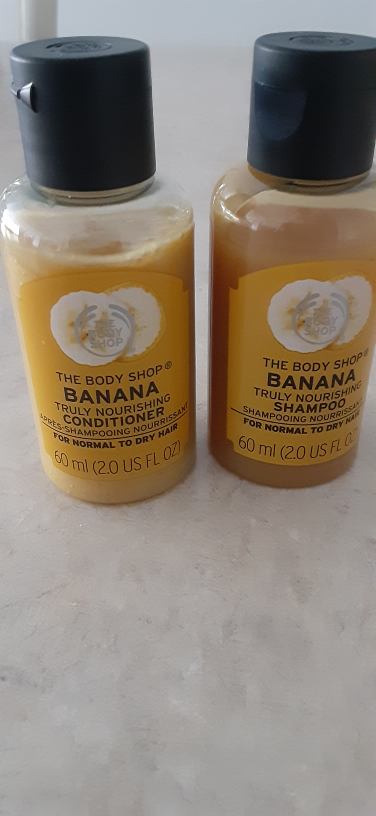 THE BODY SHOP
THE BODY SHOP®
BANANA
TRULY NOURISHING
CONDITIONER
APRÈS-SHAMPOOING NOURRISSANT
FOR NORMAL TO DRY HAIR
60 ml (2.0 US FL OZ)
THE BODY SHOP
THE BODY SHOP®
BANANA
TRULY NOURISHING
SHAMPOO
SHAMPOOING NOURRISSANT
FOR NORMAL TO DRY HAIR
60 ml (2.0 US FL O